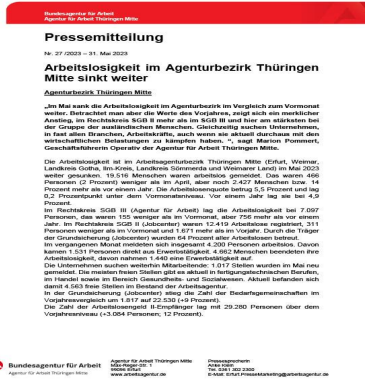 Bundesagentur für Arbeit
Agentur für Arbeit Thüringen Mitte
Pressemitteilung
Nr. 27 /2023 – 31. Mai 2023
Arbeitslosigkeit im Agenturbezirk Thüringen
Mitte sinkt weiter
Agenturbezirk Thüringen Mitte
„Im Mai sank die Arbeitslosigkeit im Agenturbezirk im Vergleich zum Vormonat
weiter. Betrachtet man aber die Werte des Vorjahres, zeigt sich ein merklicher
Anstieg, im Rechtskreis SGB II mehr als im SGB III und hier am stärksten bei
der Gruppe der ausländischen Menschen. Gleichzeitig suchen Unternehmen,
in fast allen Branchen, Arbeitskräfte, auch wenn sie aktuell durchaus mit den
wirtschaftlichen Belastungen zu kämpfen haben. “, sagt Marion Pommert,
Geschäftsführerin Operativ der Agentur für Arbeit Thüringen Mitte.
Die Arbeitslosigkeit ist im Arbeitsagenturbezirk Thüringen Mitte (Erfurt, Weimar,
Landkreis Gotha, Ilm-Kreis, Landkreis Sömmerda und Weimarer Land) im Mai 2023
weiter gesunken. 19.516 Menschen waren arbeitslos gemeldet. Das waren 466
Personen (2 Prozent) weniger als im April, aber noch 2.427 Menschen bzw. 14
Prozent mehr als vor einem Jahr. Die Arbeitslosenquote betrug 5,5 Prozent und lag
0,2 Prozentpunkt unter dem Vormonatsniveau. Vor einem Jahr lag sie bei 4,9
Prozent.
Im Rechtskreis SGB III (Agentur für Arbeit) lag die Arbeitslosigkeit bei 7.097
Personen, das waren 155 weniger als im Vormonat, aber 756 mehr als vor einem
Jahr. Im Rechtskreis SGB II (Jobcenter) waren 12.419 Arbeitslose registriert, 311
Personen weniger als im Vormonat und 1.671 mehr als im Vorjahr. Durch die Träger
der Grundsicherung (Jobcenter) werden 64 Prozent aller Arbeitslosen betreut.
Im vergangenen Monat meldeten sich insgesamt 4.200 Personen arbeitslos. Davon
kamen 1.531 Personen direkt aus Erwerbstätigkeit. 4.662 Menschen beendeten ihre
Arbeitslosigkeit, davon nahmen 1.440 eine Erwerbstätigkeit auf.
Die Unternehmen suchen weiterhin Mitarbeitende; 1.017 Stellen wurden im Mai neu
gemeldet. Die meisten freien Stellen gibt es aktuell in fertigungstechnischen Berufen,
im Handel sowie im Bereich Gesundheits- und Sozialwesen. Aktuell befinden sich
damit 4.563 freie Stellen im Bestand der Arbeitsagentur.
In der Grundsicherung (Jobcenter) stieg die Zahl der Bedarfsgemeinschaften im
Vorjahresvergleich um 1.817 auf 22.530 (+9 Prozent).
Die Zahl der Arbeitslosengeld II-Empfänger lag mit 29.280 Personen über dem
Vorjahresniveau (+3.084 Personen; 12 Prozent).
Bundesagentur für Arbeit
Agentur für Arbeit Thüringen Mitte
Agentur für Arbeit Thüringen Mitte
Max-Reger-Str. 1
99096 Erfurt
www.arbeitsagentur.de
Pressesprecherin
Anke Klein
Tel. 0361 302 2300
E-Mail: Erfurt.PresseMarketing@arbeitsagentur.de